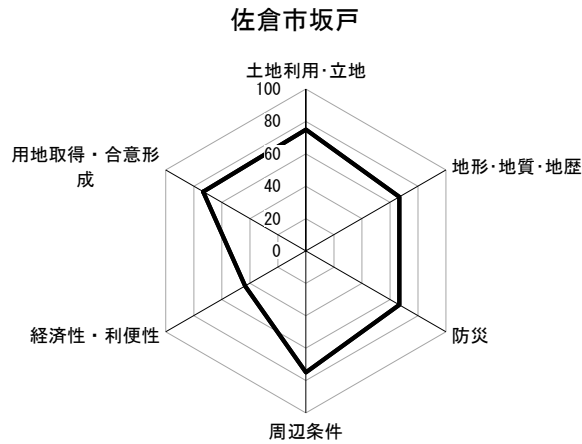 佐倉市坂戸
土地利用･立地
100
80
60
40
20
0
地形･地質･地歴
防災
周辺条件
経済性・利便性
用地取得・合意形
成